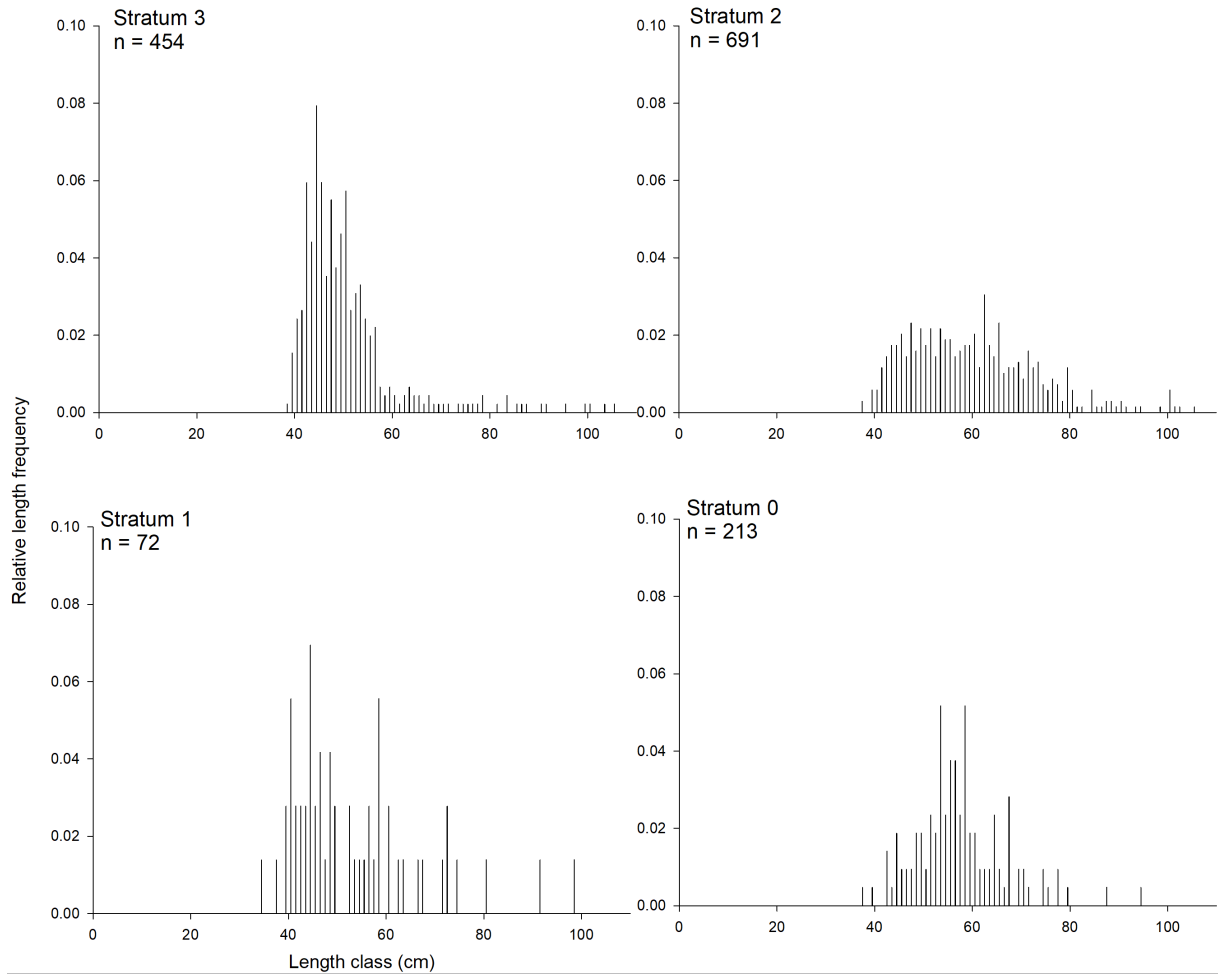 Stratum 3
n = 454
0.10
0.08
0.06
0.04
0.02
0.00
0 20 40 60 80 100
Stratum 2
n = 691
0.10
0.08
0.06
0.04
0.02
0.00
0 20 40 60 80 100
Relative length frequency
Stratum 1
n = 72
0.10
0.08
0.06
0.04
0.02
0.00
0 20 40 60 80 100
Length class (cm)
Stratum 0
n = 213
0.10
0.08
0.06
0.04
0.02
0.00
0 20 40 60 80 100